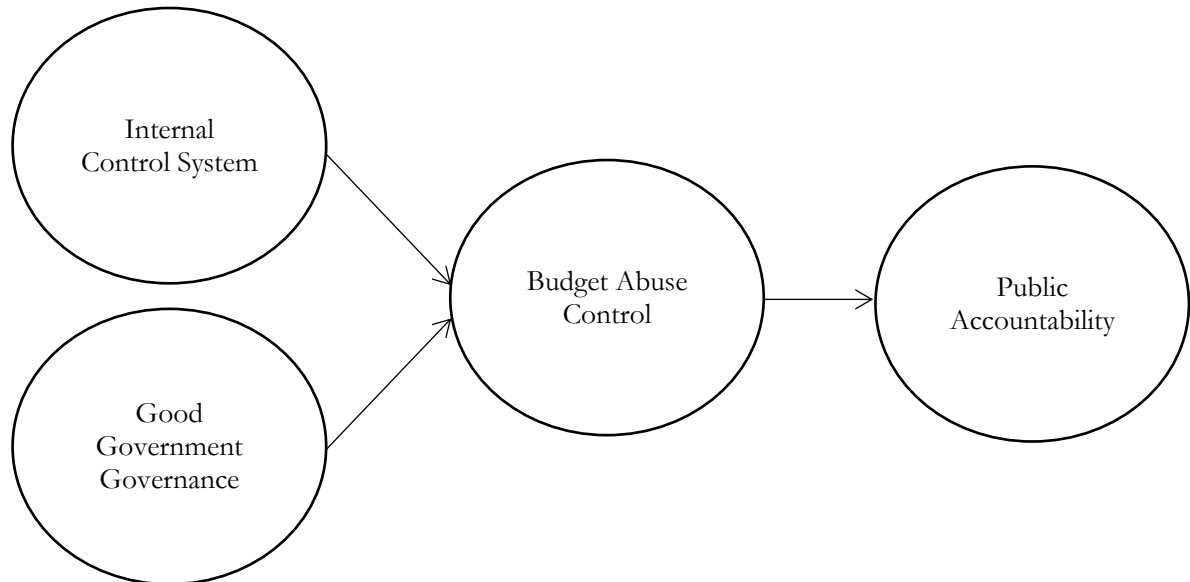 Internal
Control System
Good
Government
Governance
Budget Abuse
Control
Public
Accountability